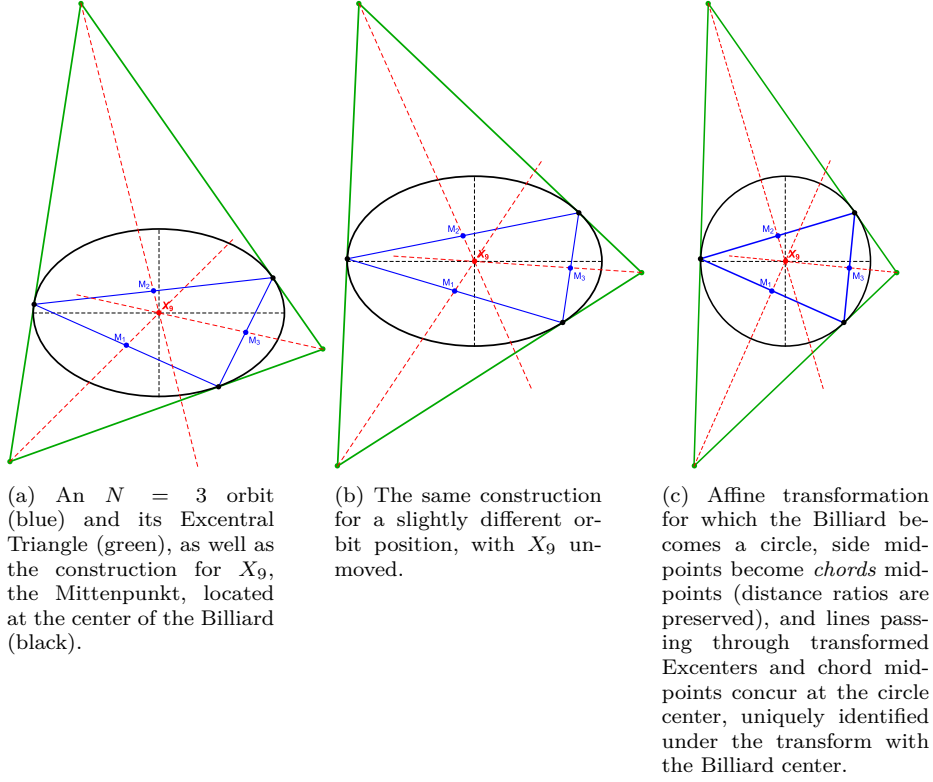 M₂
X₉
M₁
M₃
M₂
X₉
M₁
M₃
M₂
X₉
M₁
M₃
(a) An N = 3 orbit
(blue) and its Excentral
Triangle (green), as well as
the construction for X₉,
the Mittenpunkt, located
at the center of the Billiard
(black).
(b) The same construction
for a slightly different or-
bit position, with X₉ un-
moved.
(c) Affine transformation
for which the Billiard be-
comes a circle, side mid-
points become chords mid-
points (distance ratios are
preserved), and lines pass-
ing through transformed
Excenters and chord mid-
points concur at the circle
center, uniquely identified
under the transform with
the Billiard center.